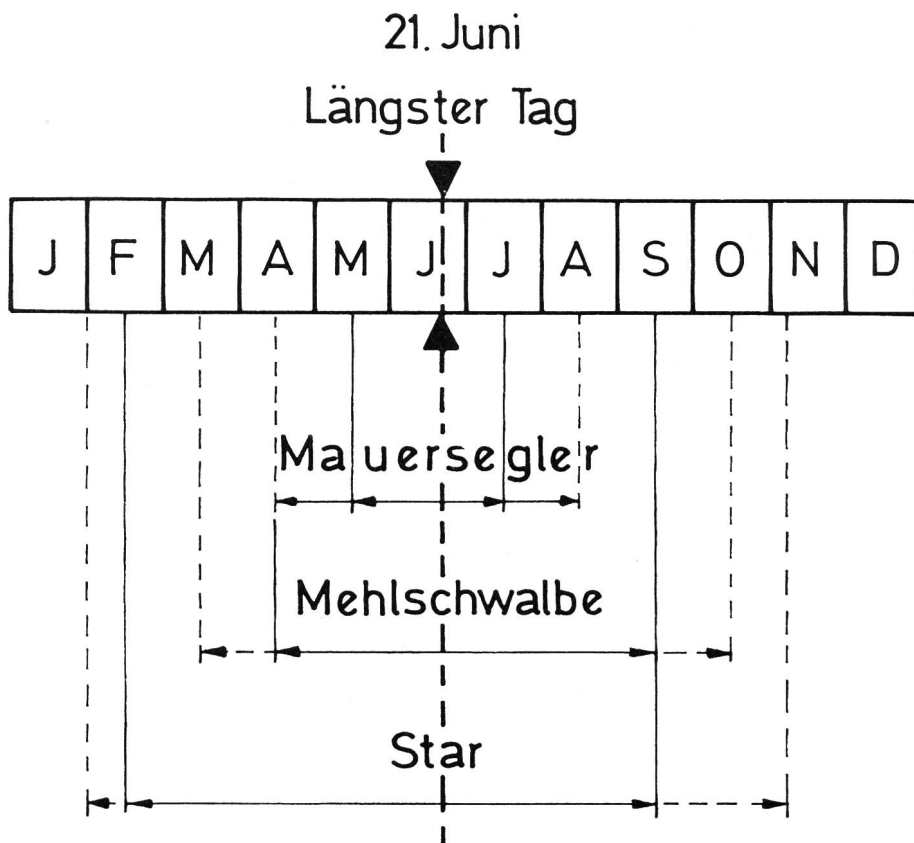 21. Juni
Längster Tag
J F M A M J J A S O N D
Mauersegler
Mehlschwalbe
Star